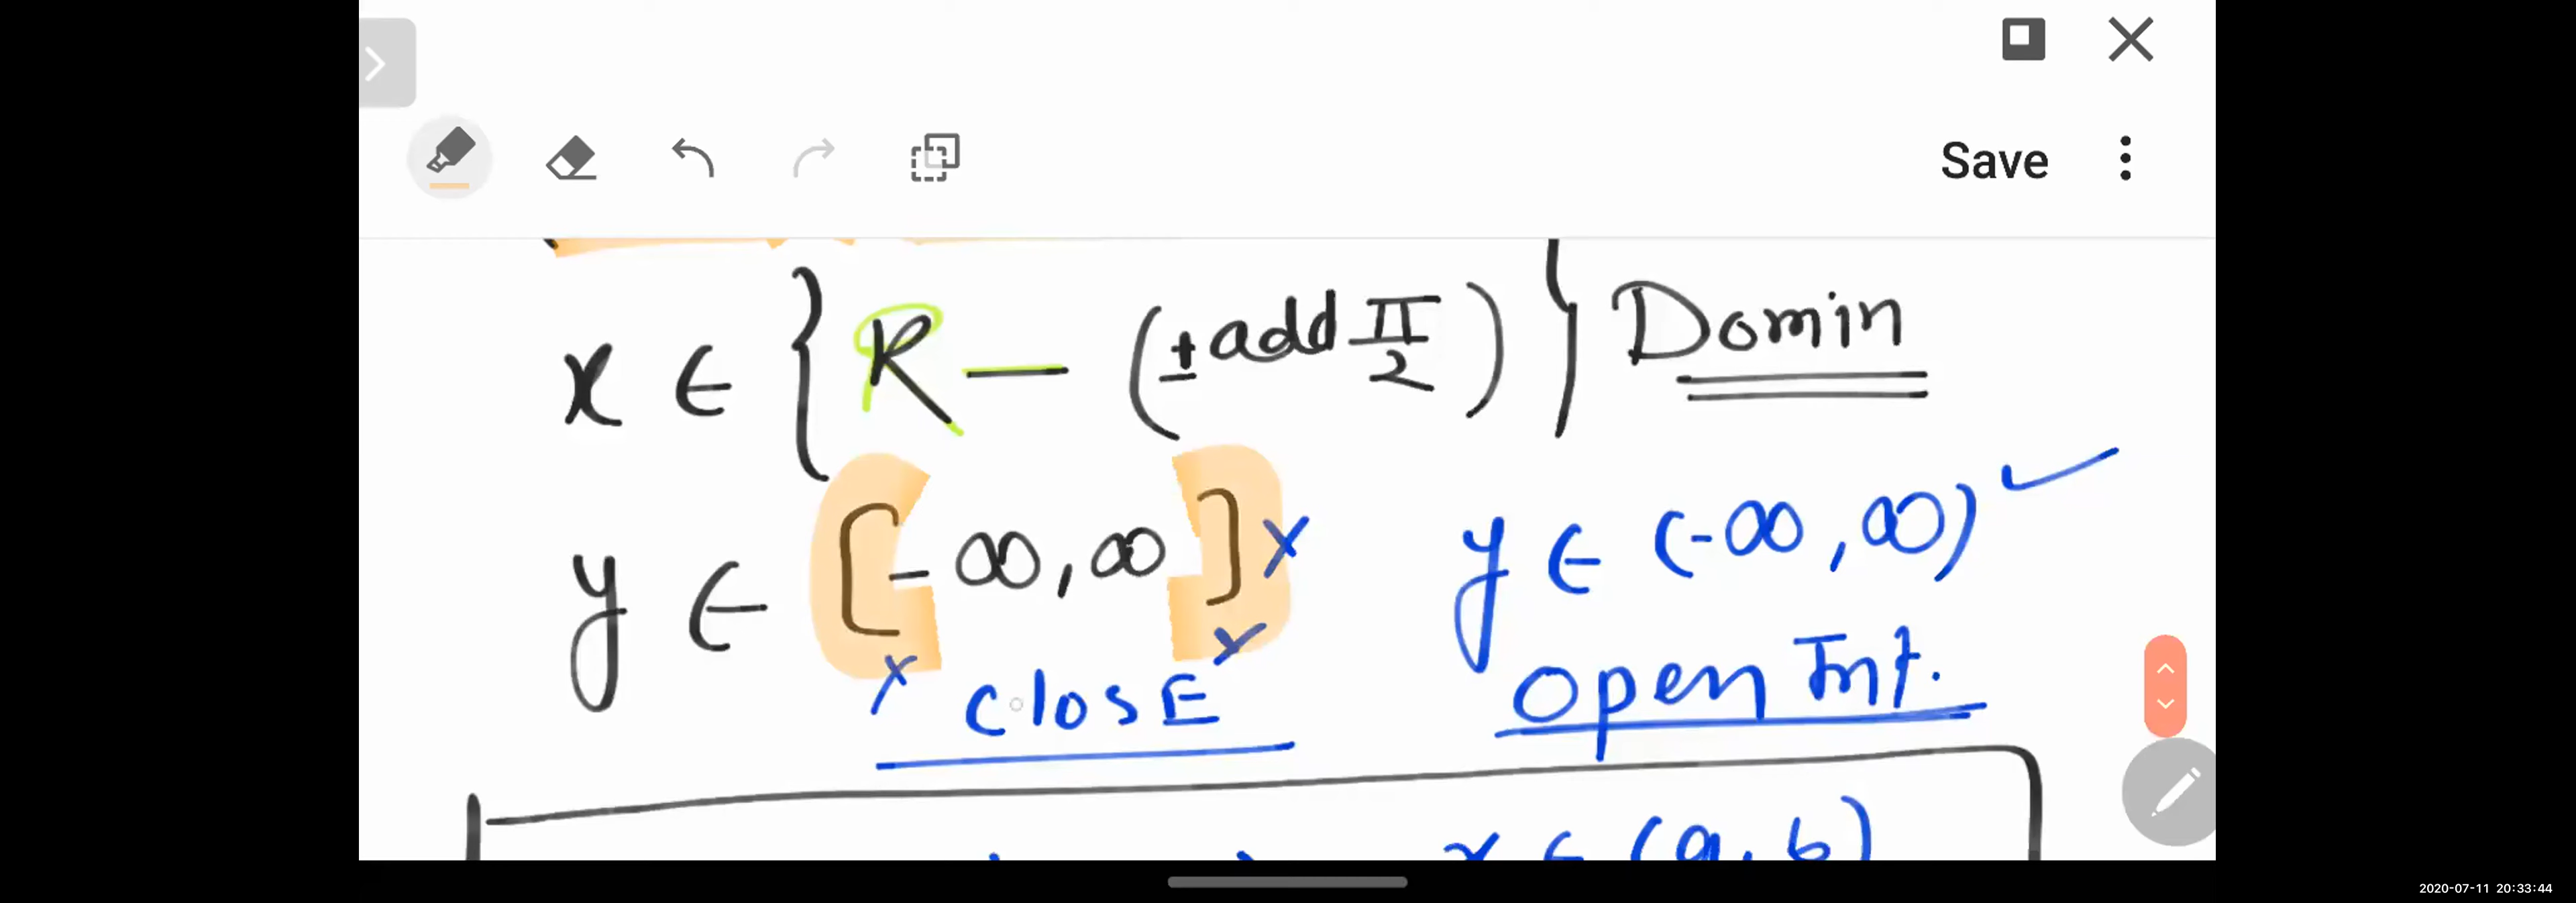 Save
x ∈ { R — (± add π/2) } Domin
y ∈ [-∞, ∞] x y ∈ (-∞, ∞) ✓
x closE x open Int.
x ∈ (a, b)
2020-07-11 20:33:44